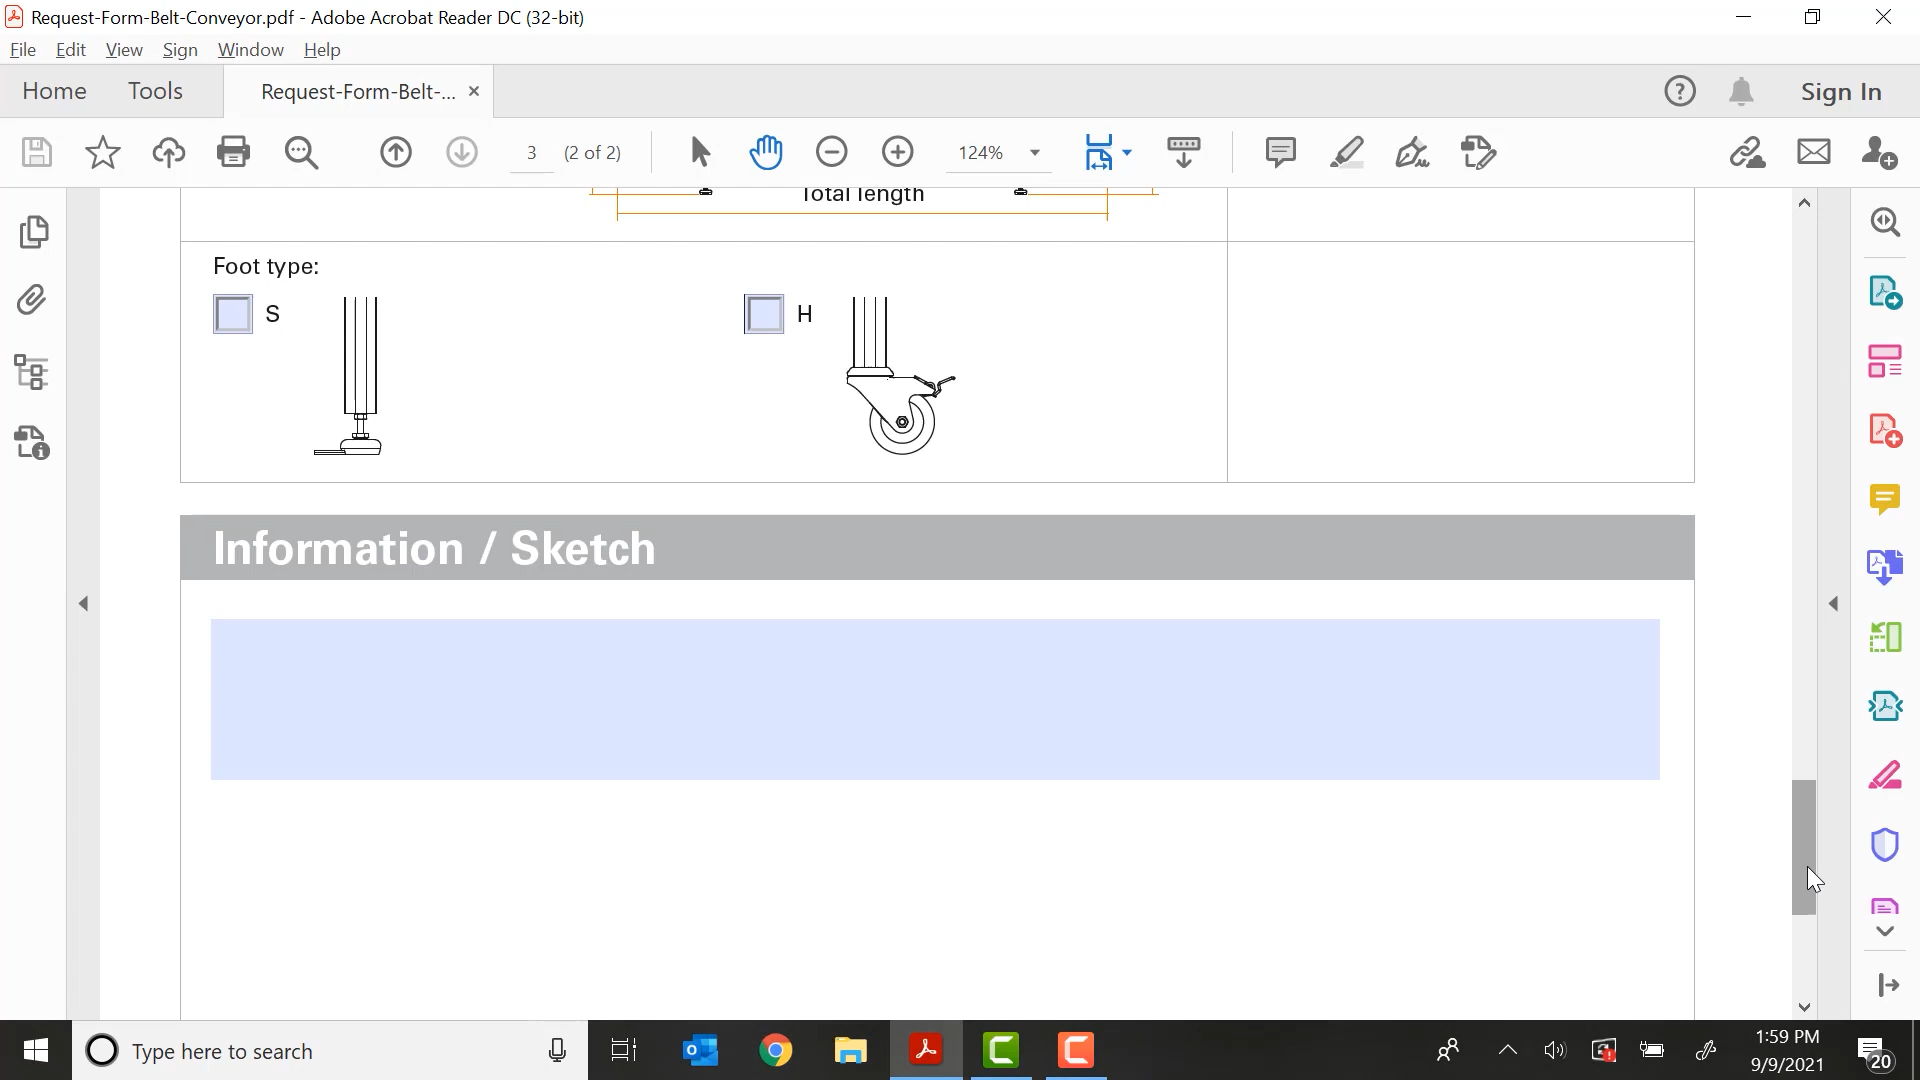 Request-Form-Belt-Conveyor.pdf - Adobe Acrobat Reader DC (32-bit)
File Edit View Sign Window Help
Home Tools Request-Form-Belt-... × Sign In
3 (2 of 2) 124%
Total length
Foot type:
S H
Information / Sketch
Type here to search
1:59 PM
9/9/2021
20